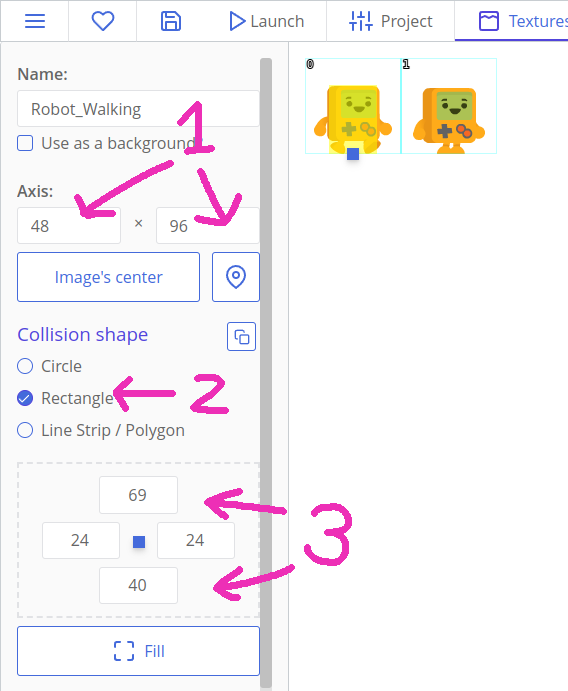 Launch Project Textures
Name:
0 1
Robot_Walking
1
Use as a background
Axis:
48 × 96
Image's center
Collision shape
Circle
Rectangle 2
Line Strip / Polygon
69
3
24 24
40
Fill